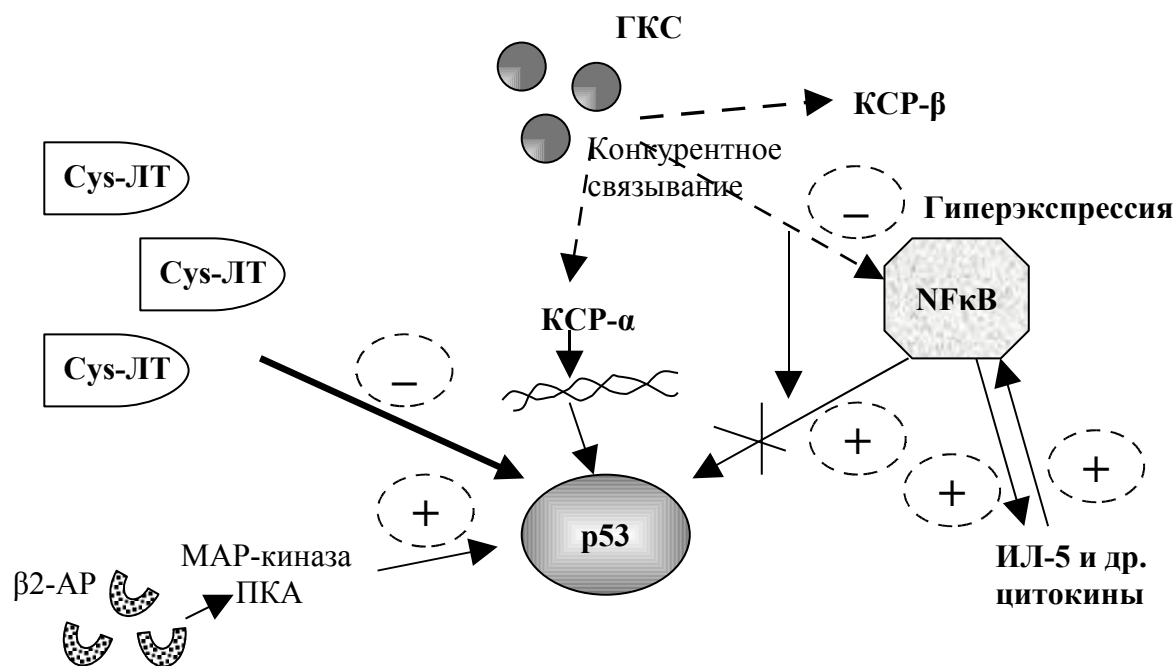 ГКС
КСР-β
Конкурентное
связывание
Cys-ЛТ
–
Гиперэкспрессия
Cys-ЛТ
NFκB
КСР-α
Cys-ЛТ
–
+
+
+
+
p53
МАР-киназа
ПКА
β2-АР
ИЛ-5 и др.
цитокины